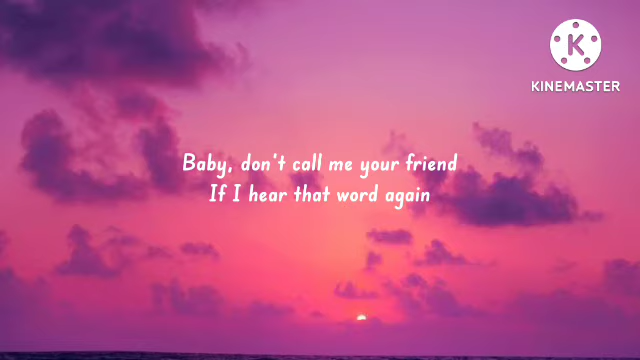 KINEMASTER
Baby, don't call me your friend
If I hear that word again